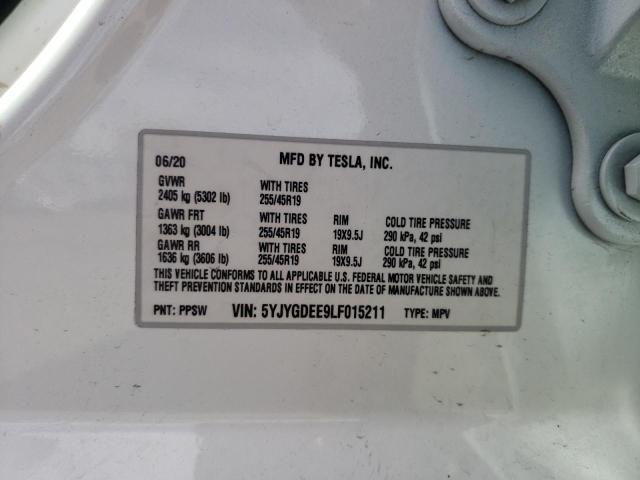 06/20 MFD BY TESLA, INC.
GVWR WITH TIRES
2405 kg (5302 lb) 255/45R19
GAWR FRT WITH TIRES RIM COLD TIRE PRESSURE
1363 kg (3004 lb) 255/45R19 19X9.5J 290 kPa, 42 psi
GAWR RR WITH TIRES RIM COLD TIRE PRESSURE
1636 kg (3606 lb) 255/45R19 19X9.5J 290 kPa, 42 psi
THIS VEHICLE CONFORMS TO ALL APPLICABLE U.S. FEDERAL MOTOR VEHICLE SAFETY AND
THEFT PREVENTION STANDARDS IN EFFECT ON THE DATE OF MANUFACTURE SHOWN ABOVE.
PNT: PPSW VIN: 5YJYGDEE9LF015211 TYPE: MPV